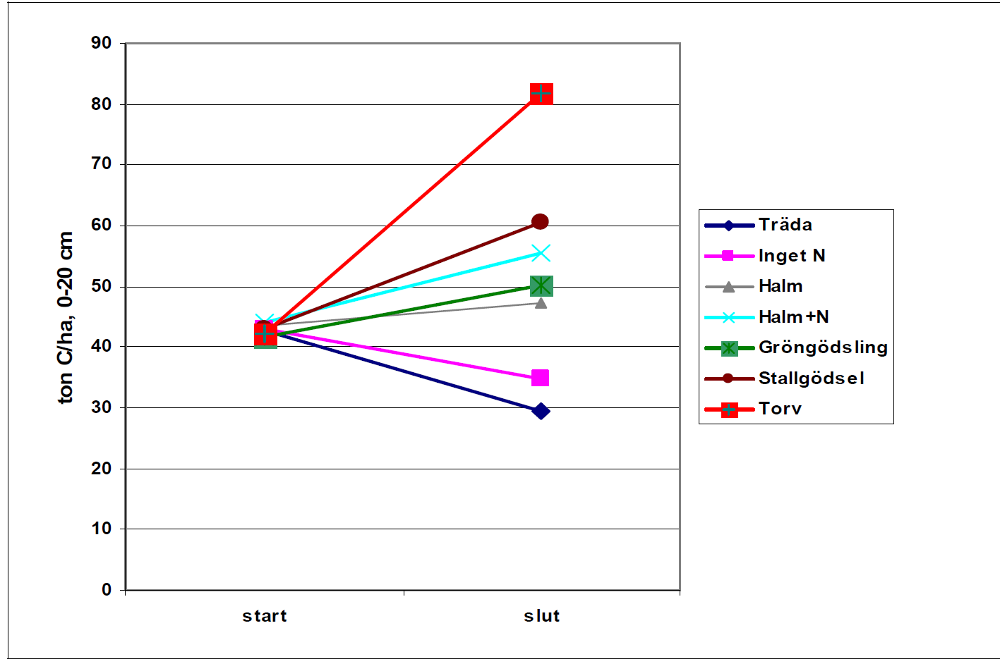 ton C/ha, 0-20 cm
90
80
70
60
50
40
30
20
10
0
start
slut
Träda
Inget N
Halm
Halm+N
Gröngödsling
Stallgödsel
Torv